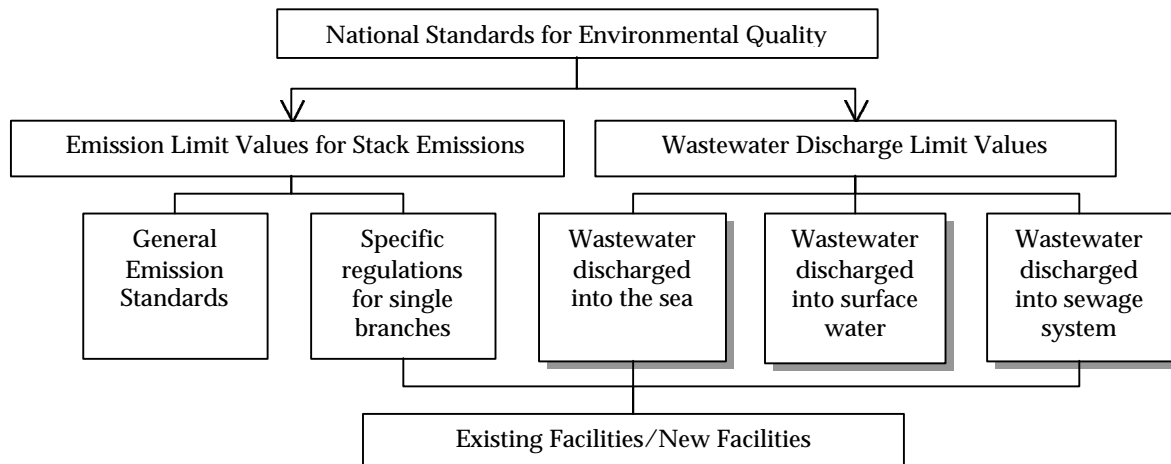 National Standards for Environmental Quality
Emission Limit Values for Stack Emissions
Wastewater Discharge Limit Values
General
Emission
Standards
Specific
regulations
for single
branches
Wastewater
discharged
into the sea
Wastewater
discharged
into surface
water
Wastewater
discharged
into sewage
system
Existing Facilities/New Facilities